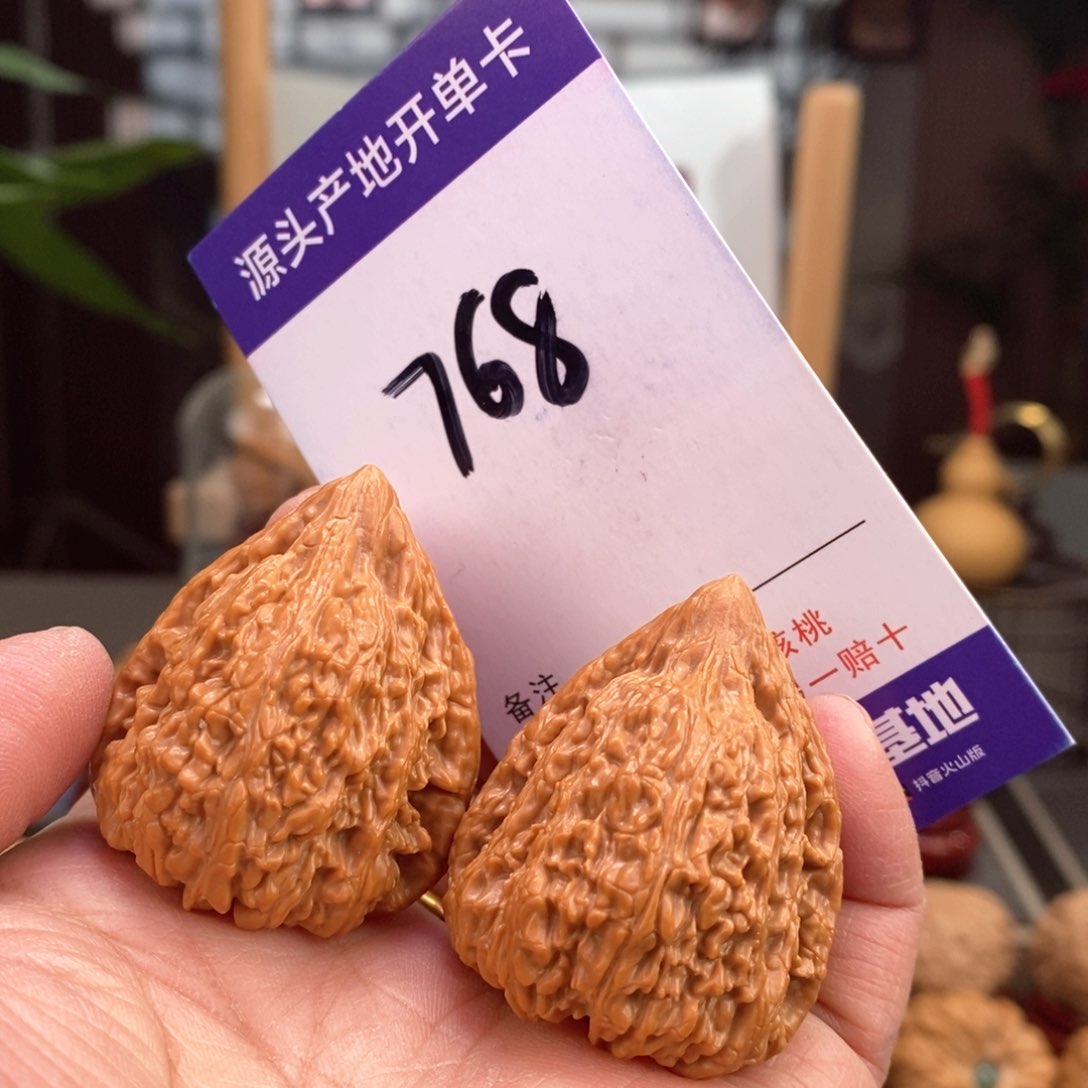 源头产地开单卡
768
备注
核桃
一赔十
基地
抖音火山版